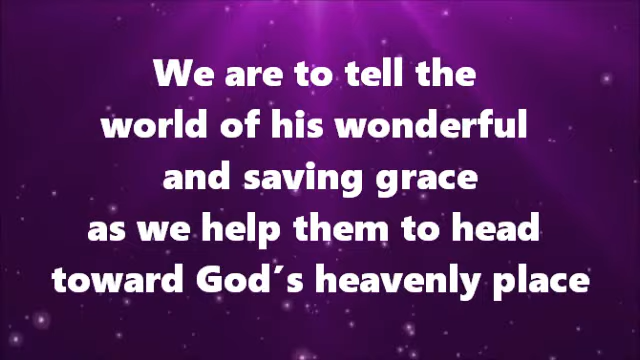 We are to tell the
world of his wonderful
and saving grace
as we help them to head
toward God´s heavenly place